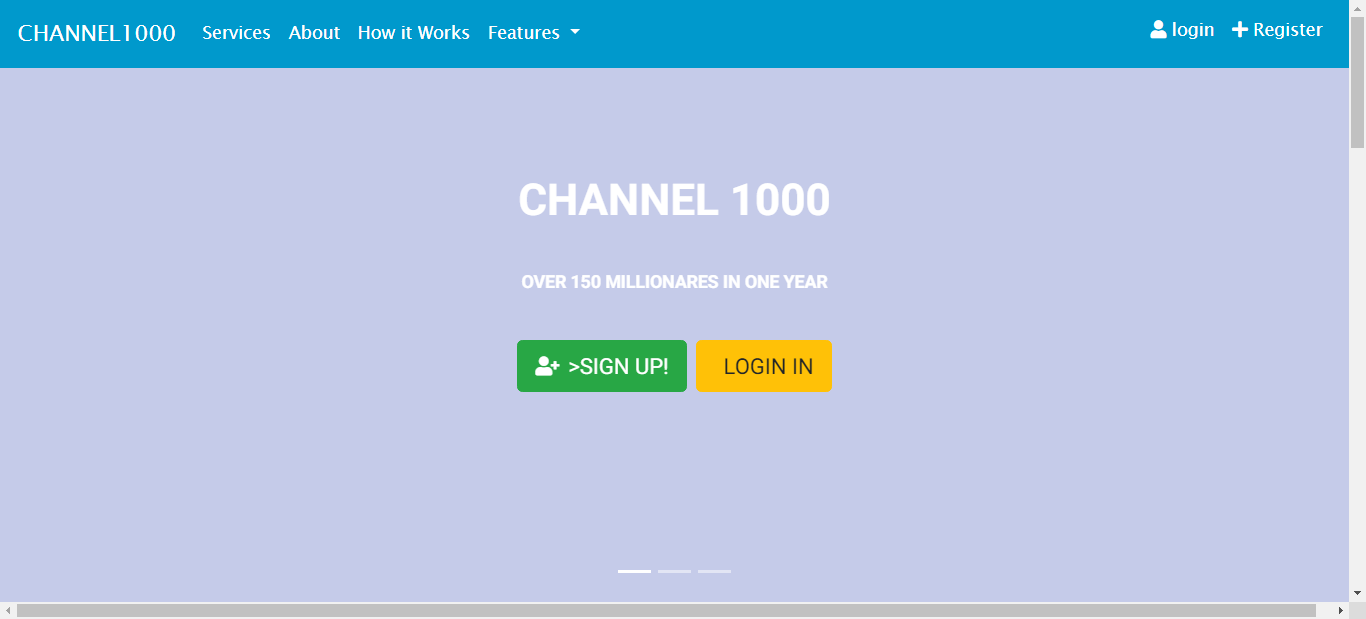 CHANNEL1000 Services About How it Works Features login Register
CHANNEL 1000
OVER 150 MILLIONARES IN ONE YEAR
>SIGN UP! LOGIN IN